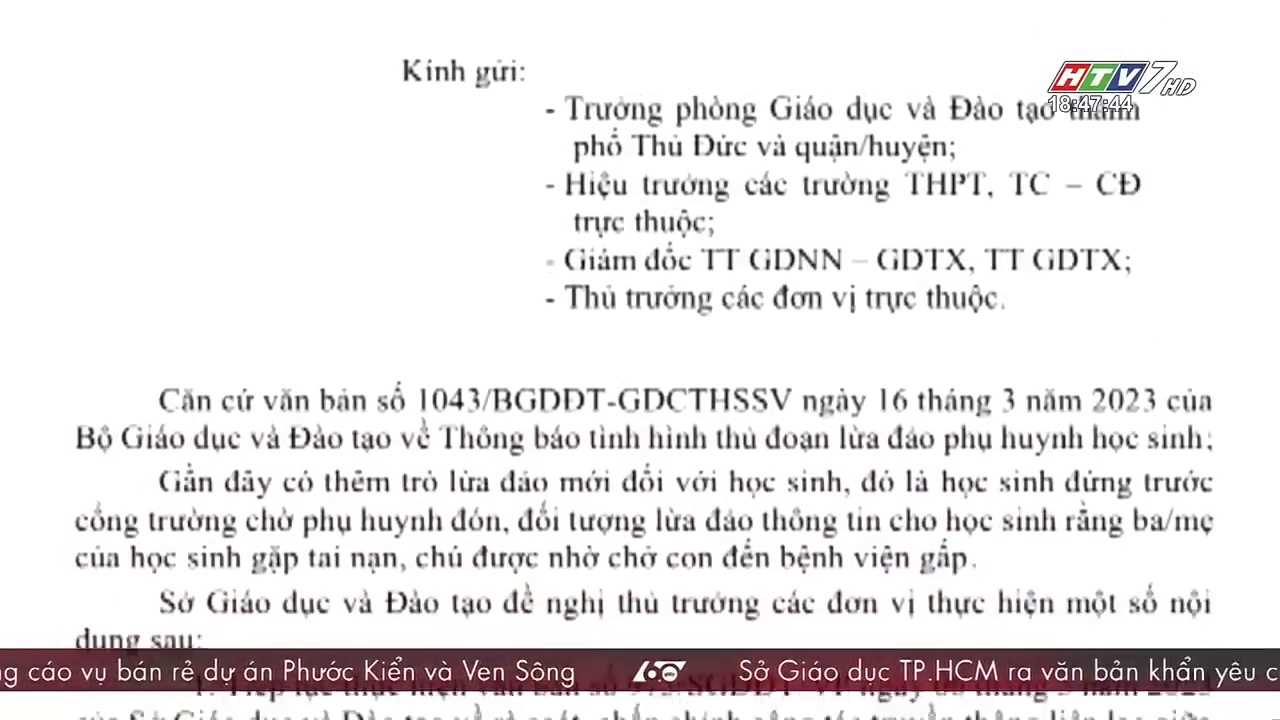 Kính gửi:
HTV7 HD
18:47:44
- Trưởng phòng Giáo dục và Đào tạo thành
phố Thủ Đức và quận/huyện;
- Hiệu trưởng các trường THPT, TC – CĐ
trực thuộc;
- Giám đốc TT GDNN – GDTX, TT GDTX;
- Thủ trưởng các đơn vị trực thuộc.
Căn cứ văn bản số 1043/BGDĐT-GDCTHSSV ngày 16 tháng 3 năm 2023 của
Bộ Giáo dục và Đào tạo về Thông báo tình hình thủ đoạn lừa đảo phụ huynh học sinh;
Gần đây có thêm trò lừa đảo mới đối với học sinh, đó là học sinh đứng trước
cổng trường chờ phụ huynh đón, đối tượng lừa đảo thông tin cho học sinh rằng ba/mẹ
của học sinh gặp tai nạn, chú được nhờ chở con đến bệnh viện gấp.
Sở Giáo dục và Đào tạo đề nghị thủ trưởng các đơn vị thực hiện một số nội
dung sau:
g cáo vụ bán rẻ dự án Phước Kiển và Ven Sông 60 Sở Giáo dục TP.HCM ra văn bản khẩn yêu c